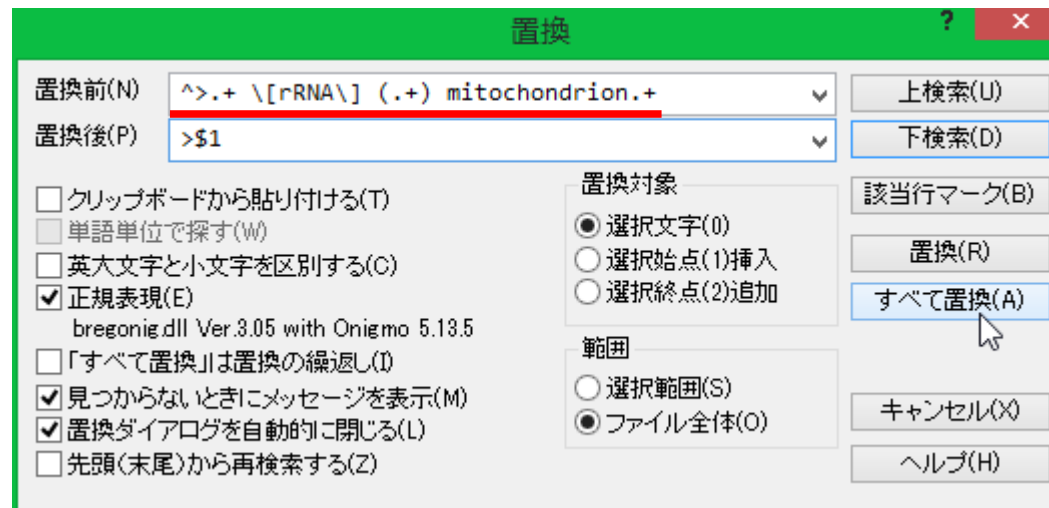 置換
?
×
置換前(N)
^>.+ \[rRNA\] (.+) mitochondrion.+
上検索(U)
置換後(P)
>$1
下検索(D)
クリップボードから貼り付ける(T)
単語単位で探す(W)
英大文字と小文字を区別する(C)
正規表現(E)
bregonig.dll Ver.3.05 with Onigmo 5.13.5
「すべて置換」は置換の繰返し(I)
見つからないときにメッセージを表示(M)
置換ダイアログを自動的に閉じる(L)
先頭(末尾)から再検索する(Z)
置換対象
選択文字(0)
選択始点(1)挿入
選択終点(2)追加
範囲
選択範囲(S)
ファイル全体(O)
該当行マーク(B)
置換(R)
すべて置換(A)
キャンセル(X)
ヘルプ(H)